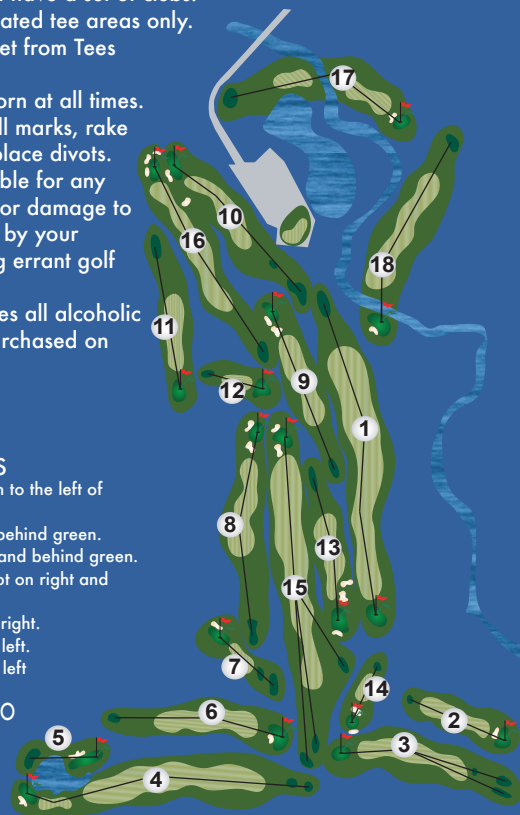 ated tee areas only.
et from Tees
orn at all times.
ll marks, rake
place divots.
ble for any
or damage to
by your
g errant golf
es all alcoholic
rchased on
S
n to the left of
behind green.
and behind green.
ot on right and
right.
left.
left
O
17
10
16
18
11
12
9
1
8
13
15
7
14
6
2
5
3
4